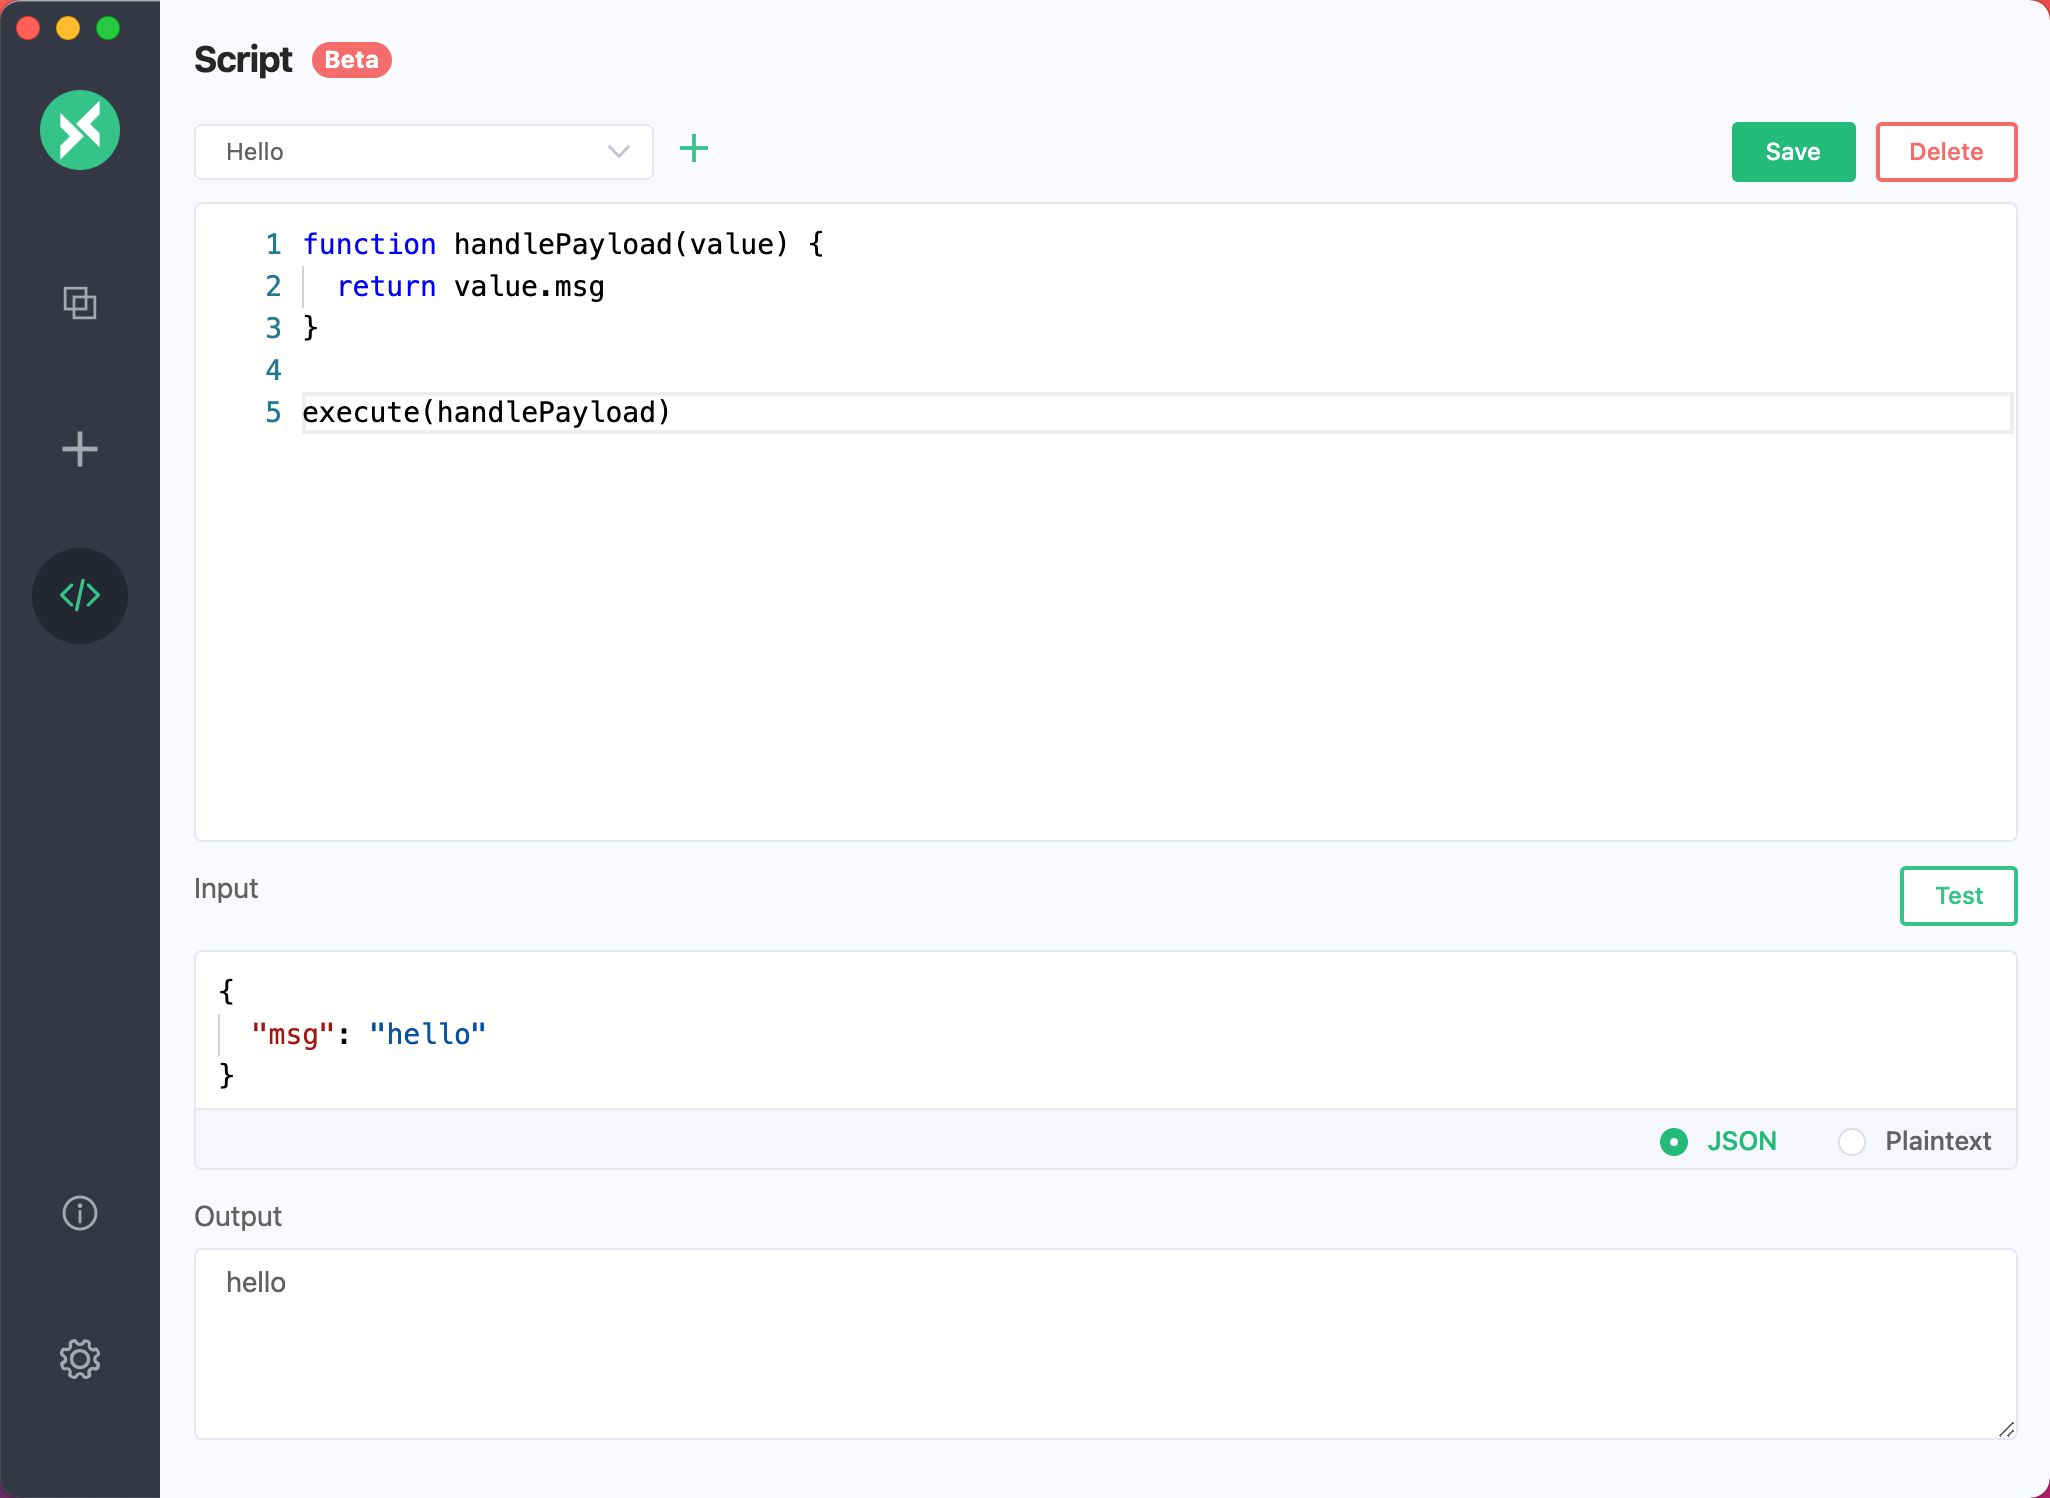 Script Beta
Hello
Save Delete
1 function handlePayload(value) {
2 return value.msg
3 }
4
5 execute(handlePayload)
Input
Test
{
"msg": "hello"
}
JSON Plaintext
Output
hello